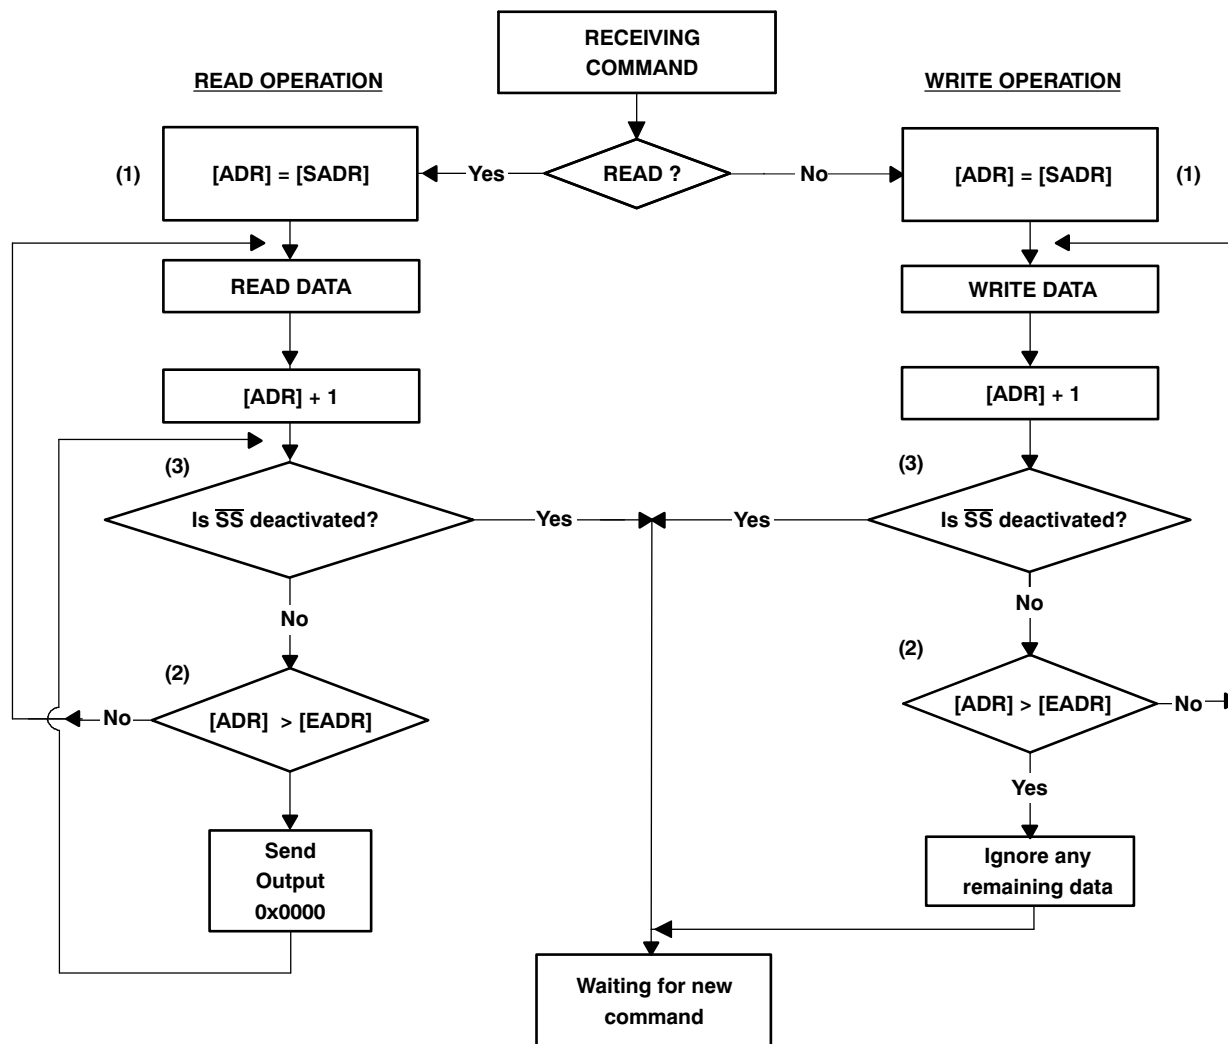 RECEIVING
COMMAND
READ OPERATION
WRITE OPERATION
(1)
[ADR] = [SADR]
Yes
READ ?
No
[ADR] = [SADR]
(1)
READ DATA
WRITE DATA
[ADR] + 1
[ADR] + 1
(3)
(3)
Is S̅S̅ deactivated?
Yes
Yes
Is S̅S̅ deactivated?
No
No
(2)
(2)
No
[ADR] > [EADR]
[ADR] > [EADR]
No
Yes
Send
Output
0x0000
Ignore any
remaining data
Waiting for new
command